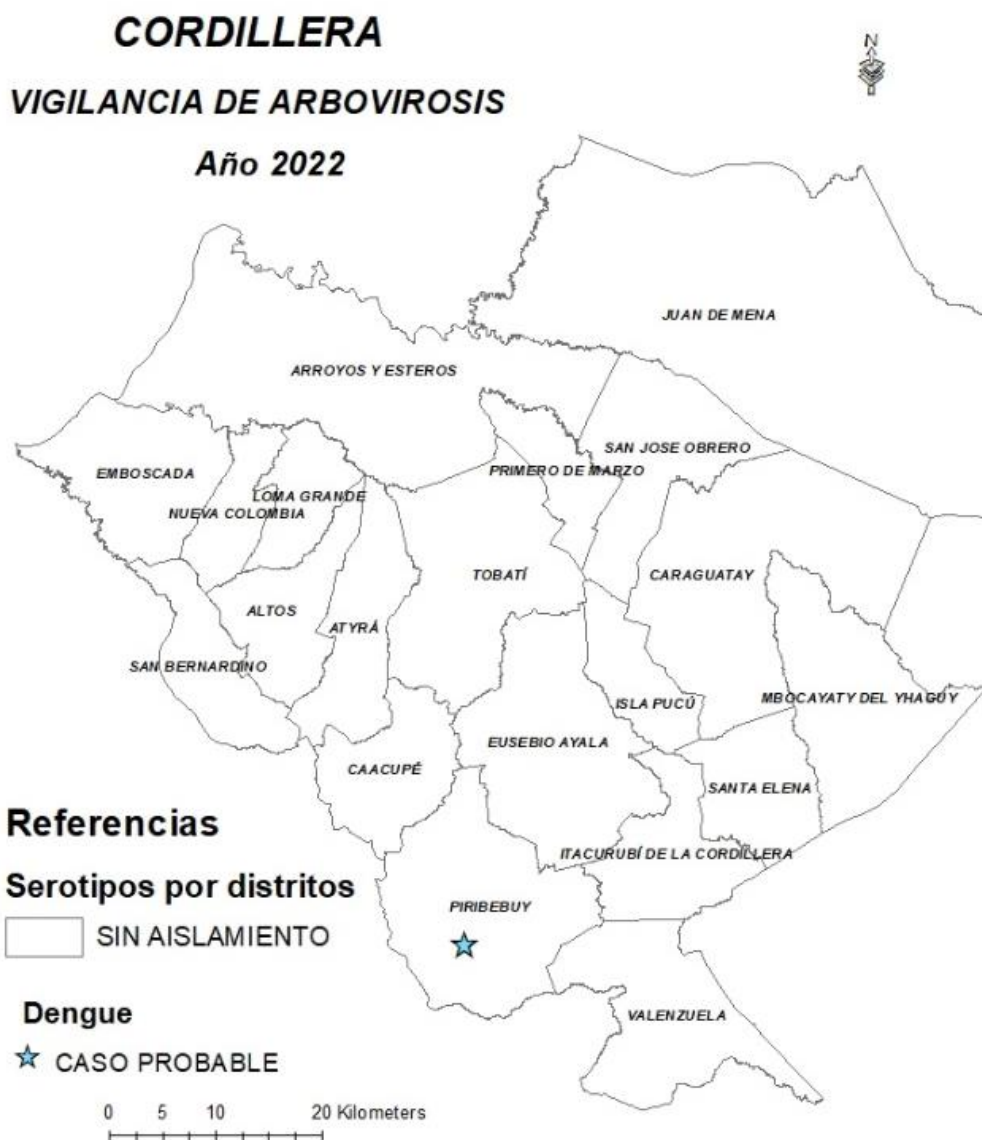 CORDILLERA
VIGILANCIA DE ARBOVIROSIS
Año 2022
N
JUAN DE MENA
ARROYOS Y ESTEROS
SAN JOSE OBRERO
PRIMERO DE MARZO
EMBOSCADA
LOMA GRANDE
NUEVA COLOMBIA
TOBATÍ
CARAGUATAY
ALTOS
ATYRÁ
SAN BERNARDINO
ISLA PUCÚ
MBOCAYATY DEL YHAGUY
EUSEBIO AYALA
CAACUPÉ
SANTA ELENA
ITACURUBÍ DE LA CORDILLERA
PIRIBEBUY
VALENZUELA
Referencias
Serotipos por distritos
SIN AISLAMIENTO
Dengue
CASO PROBABLE
0 5 10 20 Kilometers